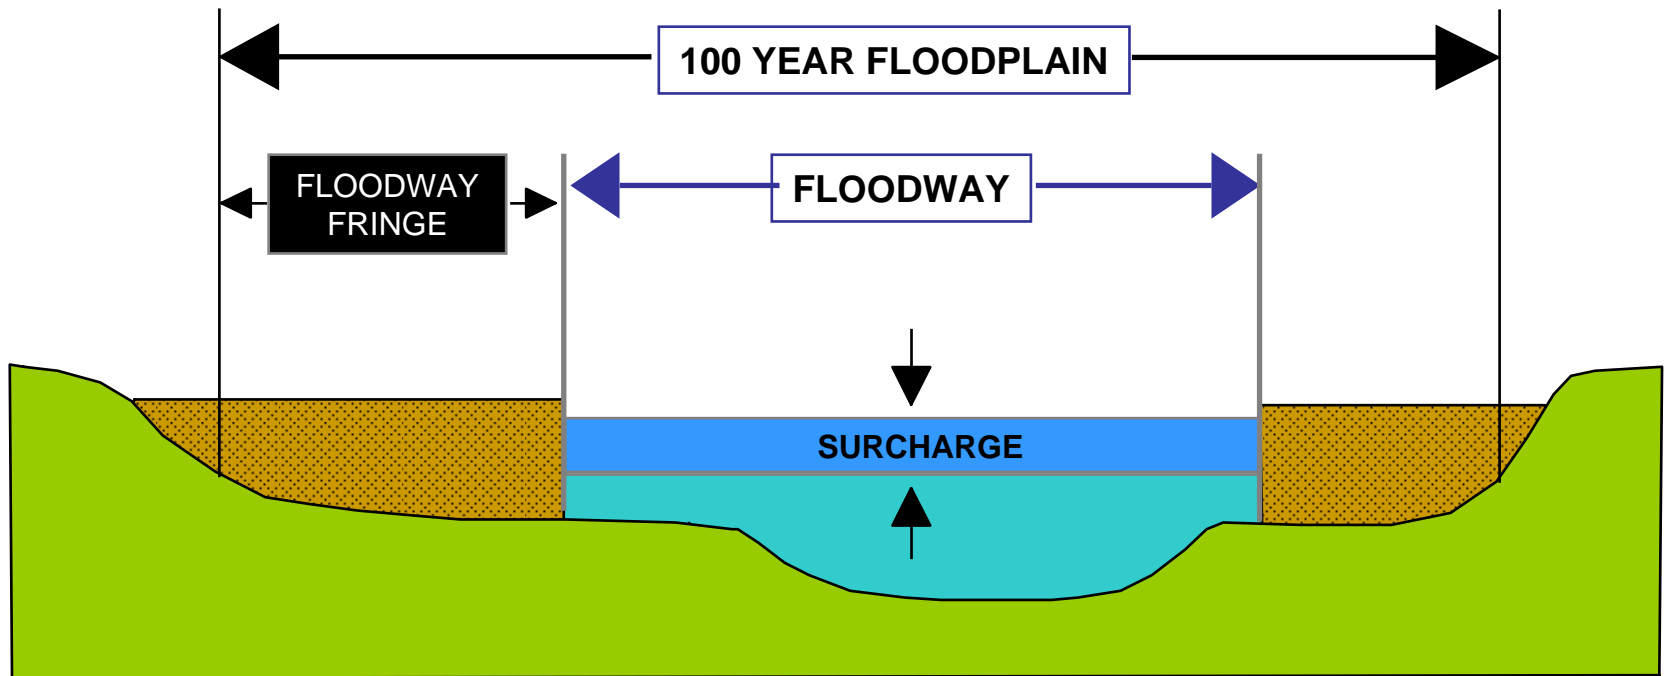 100 YEAR FLOODPLAIN
FLOODWAY
FRINGE
FLOODWAY
SURCHARGE